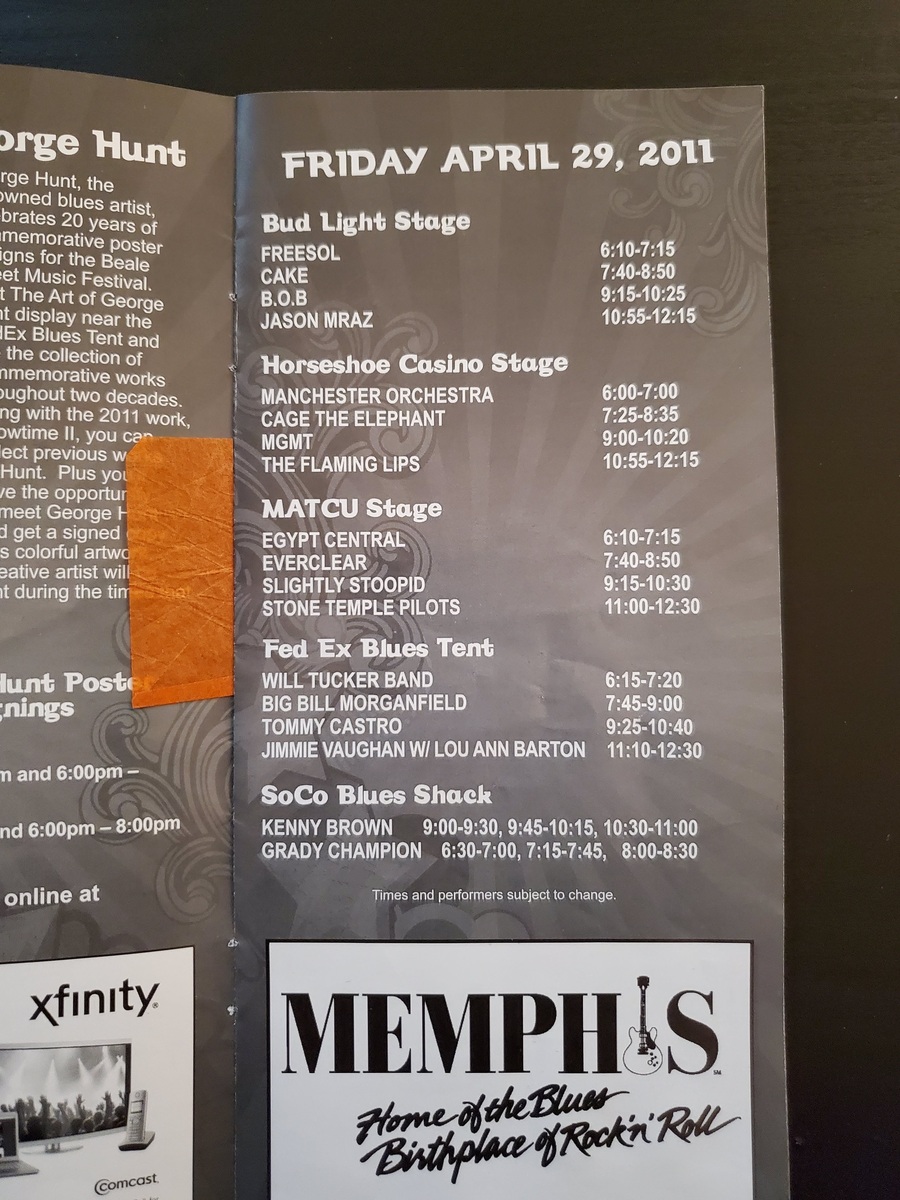 orge Hunt
rge Hunt, the
owned blues artist,
brates 20 years of
memorative poster
igns for the Beale
eet Music Festival.
t The Art of George
nt display near the
dEx Blues Tent and
the collection of
mmemorative works
oughout two decades.
ng with the 2011 work,
owtime II, you can
lect previous w
Hunt. Plus you
ve the opportun
meet George H
d get a signed
s colorful artwo
eative artist will
nt during the tim
Hunt Poste
gnings
m and 6:00pm –
nd 6:00pm – 8:00pm
online at
xfinity®
Comcast.
FRIDAY APRIL 29, 2011
Bud Light Stage
FREESOL 6:10-7:15
CAKE 7:40-8:50
B.O.B 9:15-10:25
JASON MRAZ 10:55-12:15
Horseshoe Casino Stage
MANCHESTER ORCHESTRA 6:00-7:00
CAGE THE ELEPHANT 7:25-8:35
MGMT 9:00-10:20
THE FLAMING LIPS 10:55-12:15
MATCU Stage
EGYPT CENTRAL 6:10-7:15
EVERCLEAR 7:40-8:50
SLIGHTLY STOOPID 9:15-10:30
STONE TEMPLE PILOTS 11:00-12:30
Fed Ex Blues Tent
WILL TUCKER BAND 6:15-7:20
BIG BILL MORGANFIELD 7:45-9:00
TOMMY CASTRO 9:25-10:40
JIMMIE VAUGHAN W/ LOU ANN BARTON 11:10-12:30
SoCo Blues Shack
KENNY BROWN 9:00-9:30, 9:45-10:15, 10:30-11:00
GRADY CHAMPION 6:30-7:00, 7:15-7:45, 8:00-8:30
Times and performers subject to change.
MEMPHIS
Home of the Blues
Birthplace of Rock'n' Roll